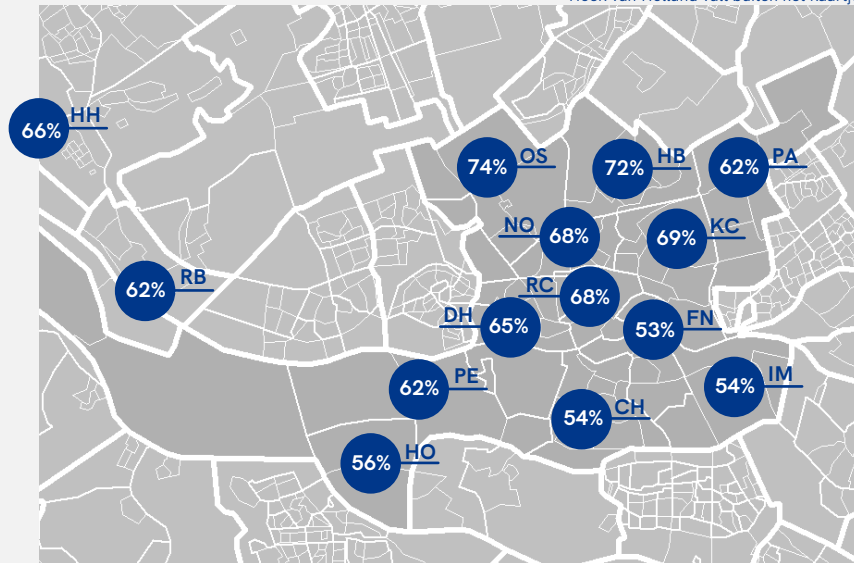 HH
66%
OS
74%
HB
72%
PA
62%
NO
68%
KC
69%
RB
62%
RC
68%
DH
65%
FN
53%
PE
62%
IM
54%
CH
54%
HO
56%